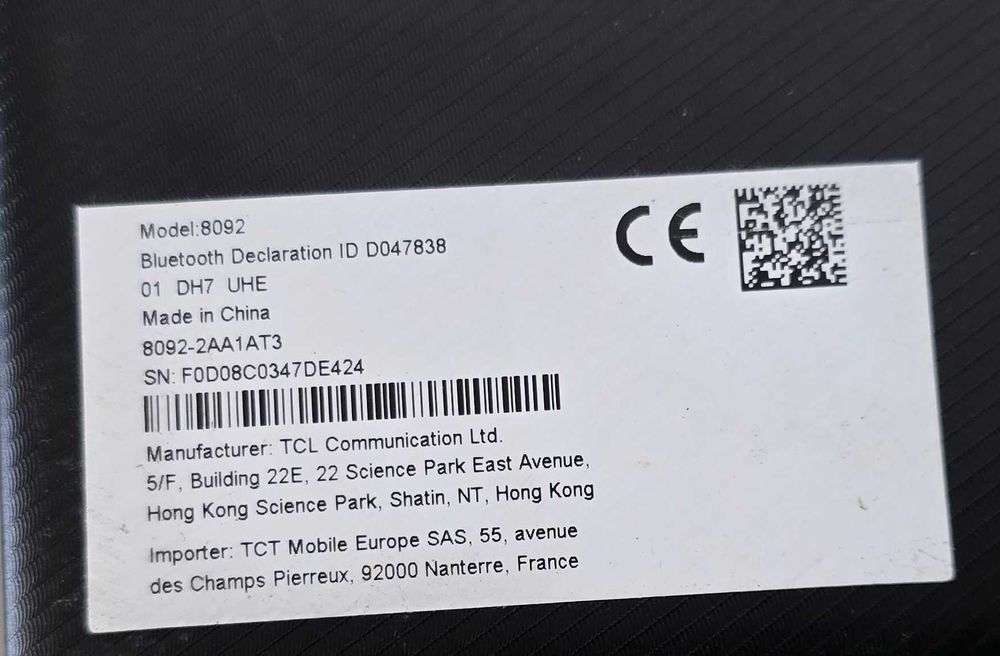 Model:8092
Bluetooth Declaration ID D047838
01 DH7 UHE
Made in China
8092-2AA1AT3
SN: F0D08C0347DE424
Manufacturer: TCL Communication Ltd.
5/F, Building 22E, 22 Science Park East Avenue,
Hong Kong Science Park, Shatin, NT, Hong Kong
Importer: TCT Mobile Europe SAS, 55, avenue
des Champs Pierreux, 92000 Nanterre, France
CE